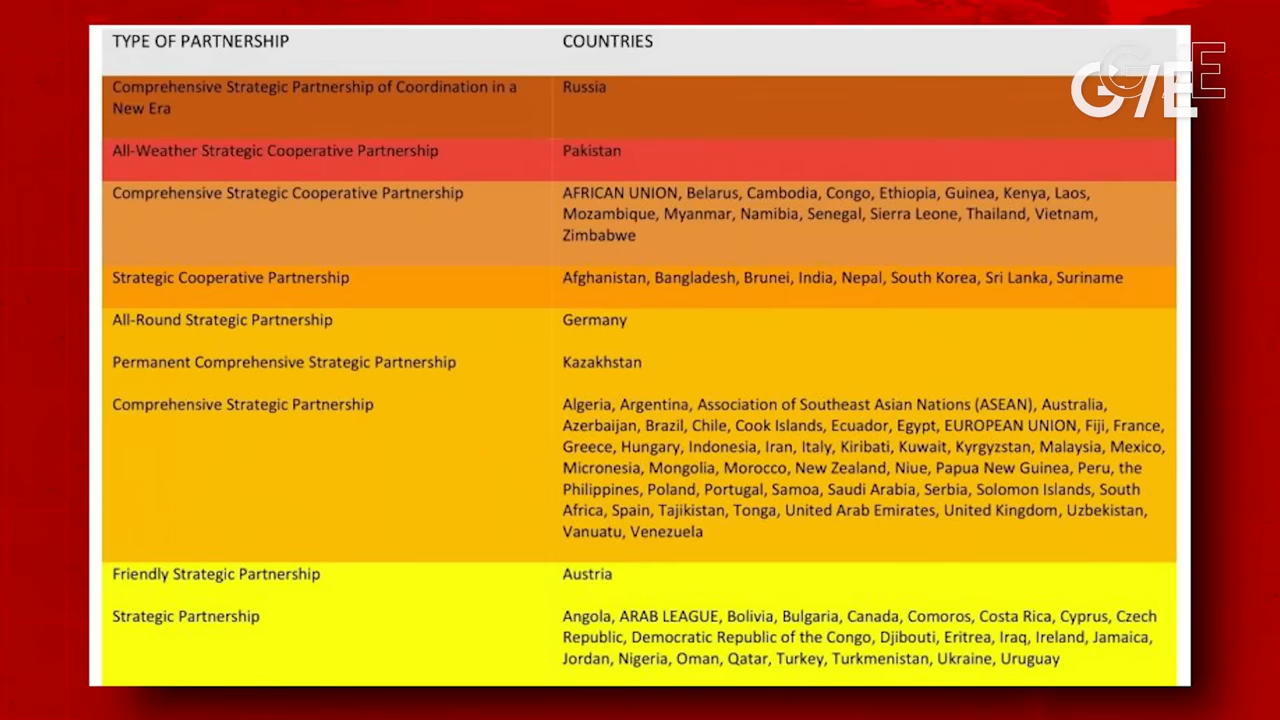 TYPE OF PARTNERSHIP COUNTRIES
Comprehensive Strategic Partnership of Coordination in a
New Era
Russia
All-Weather Strategic Cooperative Partnership
Pakistan
Comprehensive Strategic Cooperative Partnership
AFRICAN UNION, Belarus, Cambodia, Congo, Ethiopia, Guinea, Kenya, Laos,
Mozambique, Myanmar, Namibia, Senegal, Sierra Leone, Thailand, Vietnam,
Zimbabwe
Strategic Cooperative Partnership
Afghanistan, Bangladesh, Brunei, India, Nepal, South Korea, Sri Lanka, Suriname
All-Round Strategic Partnership
Germany
Permanent Comprehensive Strategic Partnership
Kazakhstan
Comprehensive Strategic Partnership
Algeria, Argentina, Association of Southeast Asian Nations (ASEAN), Australia,
Azerbaijan, Brazil, Chile, Cook Islands, Ecuador, Egypt, EUROPEAN UNION, Fiji, France,
Greece, Hungary, Indonesia, Iran, Italy, Kiribati, Kuwait, Kyrgyzstan, Malaysia, Mexico,
Micronesia, Mongolia, Morocco, New Zealand, Niue, Papua New Guinea, Peru, the
Philippines, Poland, Portugal, Samoa, Saudi Arabia, Serbia, Solomon Islands, South
Africa, Spain, Tajikistan, Tonga, United Arab Emirates, United Kingdom, Uzbekistan,
Vanuatu, Venezuela
Friendly Strategic Partnership
Austria
Strategic Partnership
Angola, ARAB LEAGUE, Bolivia, Bulgaria, Canada, Comoros, Costa Rica, Cyprus, Czech
Republic, Democratic Republic of the Congo, Djibouti, Eritrea, Iraq, Ireland, Jamaica,
Jordan, Nigeria, Oman, Qatar, Turkey, Turkmenistan, Ukraine, Uruguay